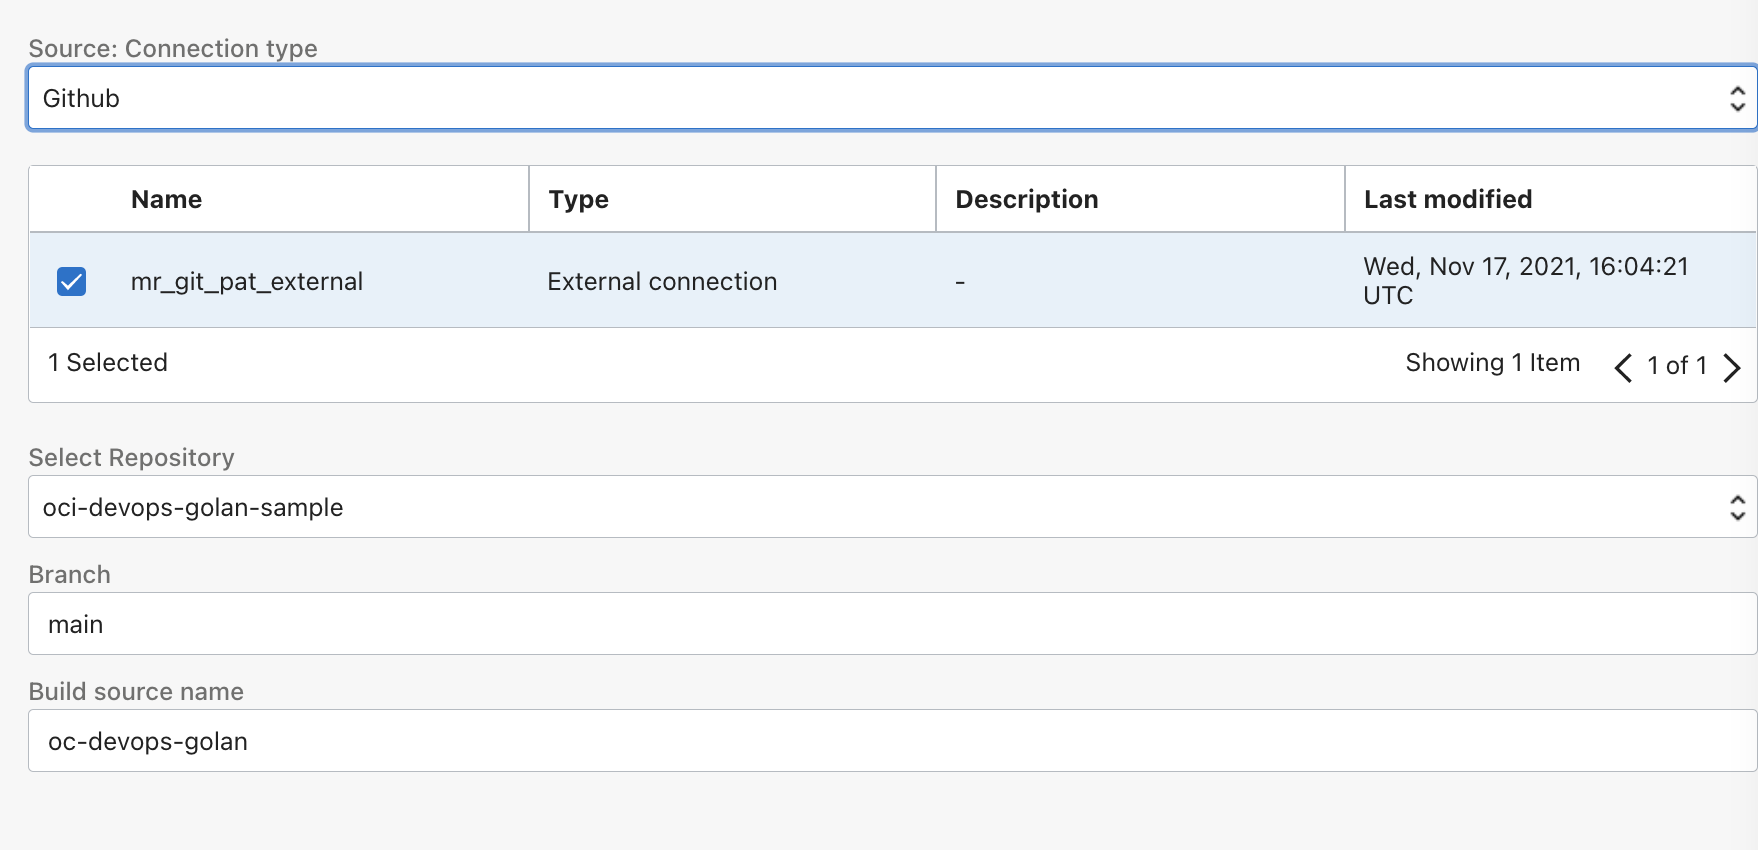 Source: Connection type
Github
Name Type Description Last modified
mr_git_pat_external External connection - Wed, Nov 17, 2021, 16:04:21
UTC
1 Selected Showing 1 Item 1 of 1
Select Repository
oci-devops-golan-sample
Branch
main
Build source name
oc-devops-golan